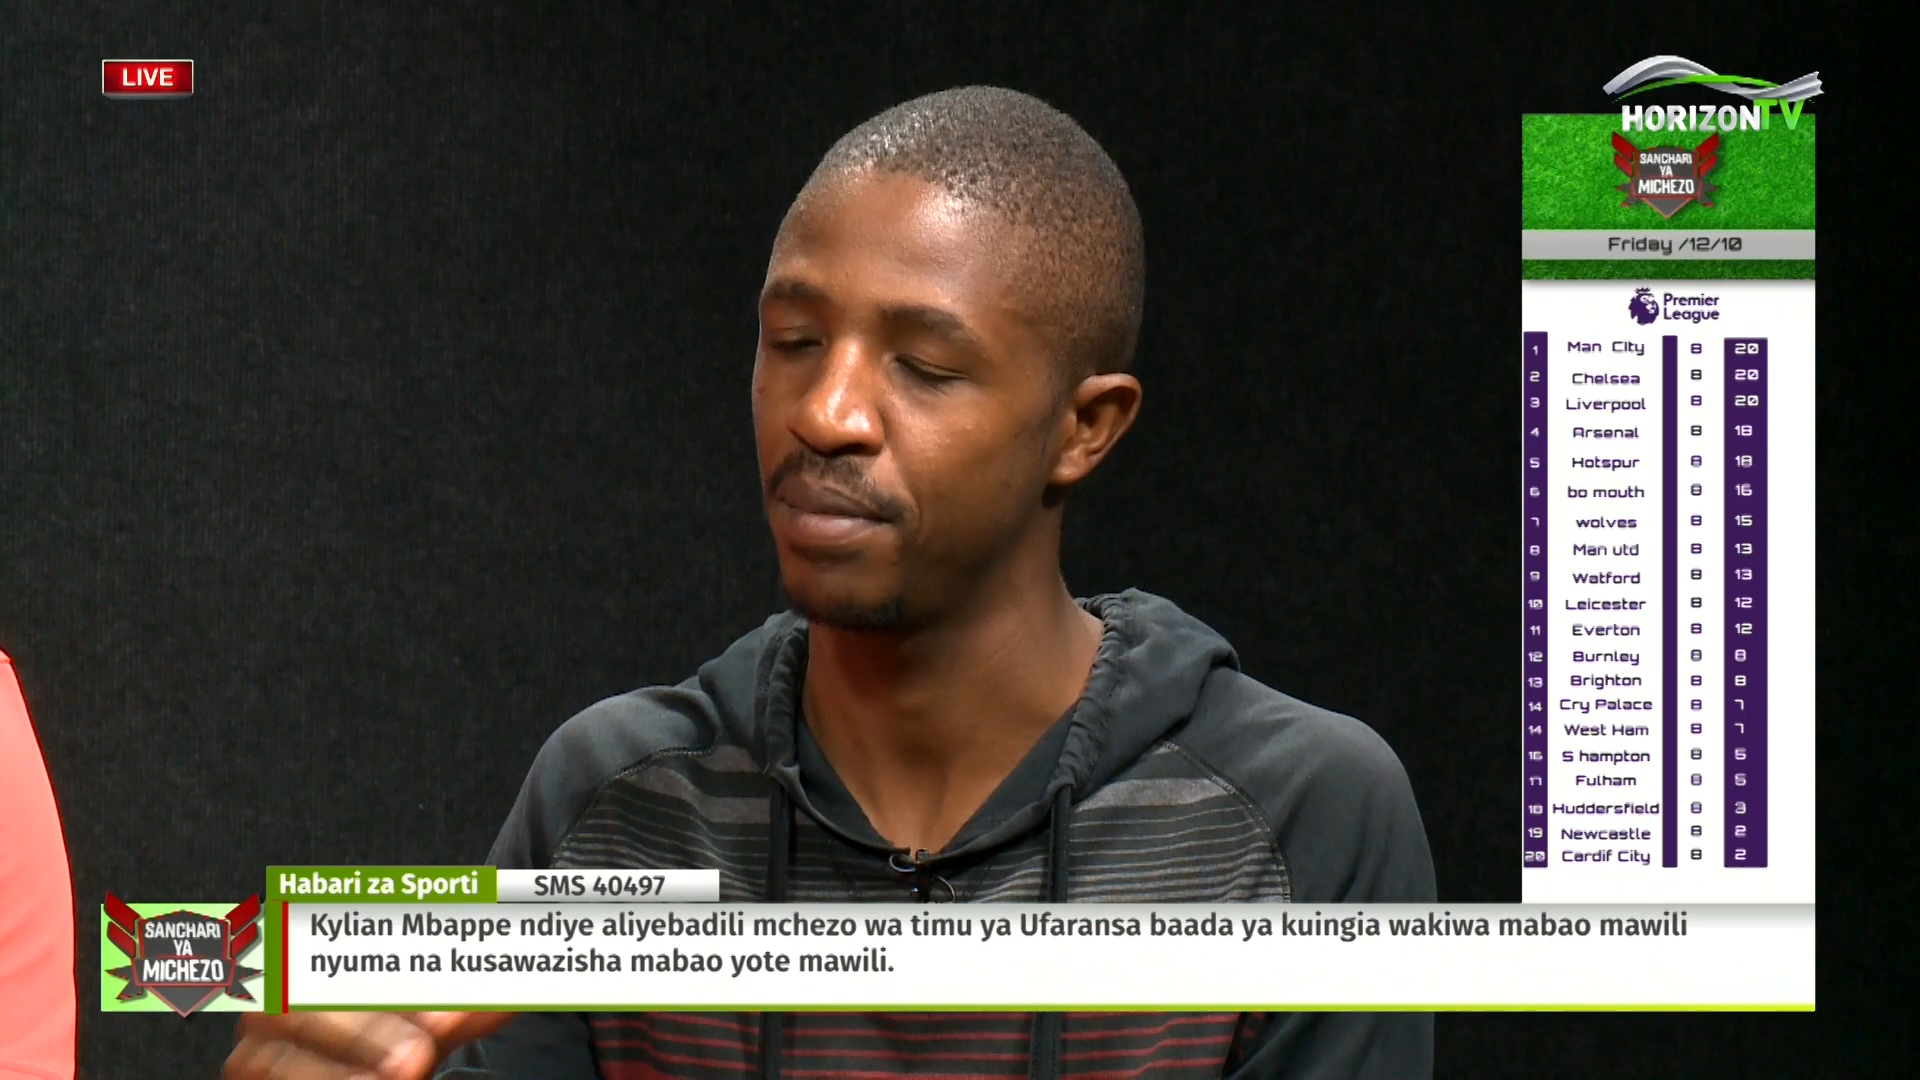 LIVE
HORIZONTV
SANCHARI
YA
MICHEZO
Friday /12/10
Premier
League
1 Man City 8 20
2 Chelsea 8 20
3 Liverpool 8 20
4 Arsenal 8 18
5 Hotspur 8 18
6 bo mouth 8 16
7 wolves 8 15
8 Man utd 8 13
9 Watford 8 13
10 Leicester 8 12
11 Everton 8 12
12 Burnley 8 8
13 Brighton 8 8
14 Cry Palace 8 7
14 West Ham 8 7
16 S hampton 8 5
17 Fulham 8 5
18 Huddersfield 8 3
19 Newcastle 8 2
20 Cardif City 8 2
Habari za Sporti SMS 40497
SANCHARI
YA
MICHEZO
Kylian Mbappe ndiye aliyebadili mchezo wa timu ya Ufaransa baada ya kuingia wakiwa mabao mawili
nyuma na kusawazisha mabao yote mawili.